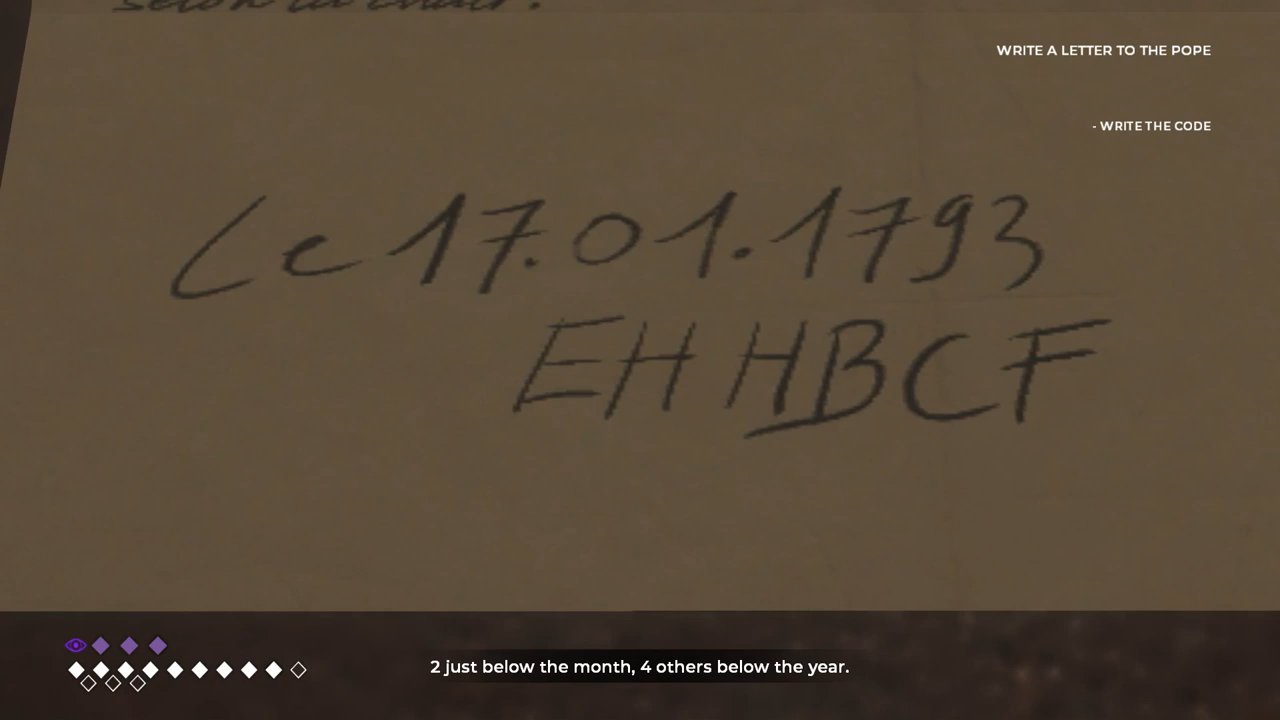 WRITE A LETTER TO THE POPE
- WRITE THE CODE
Le 17.01.1793
EH HBCF
2 just below the month, 4 others below the year.